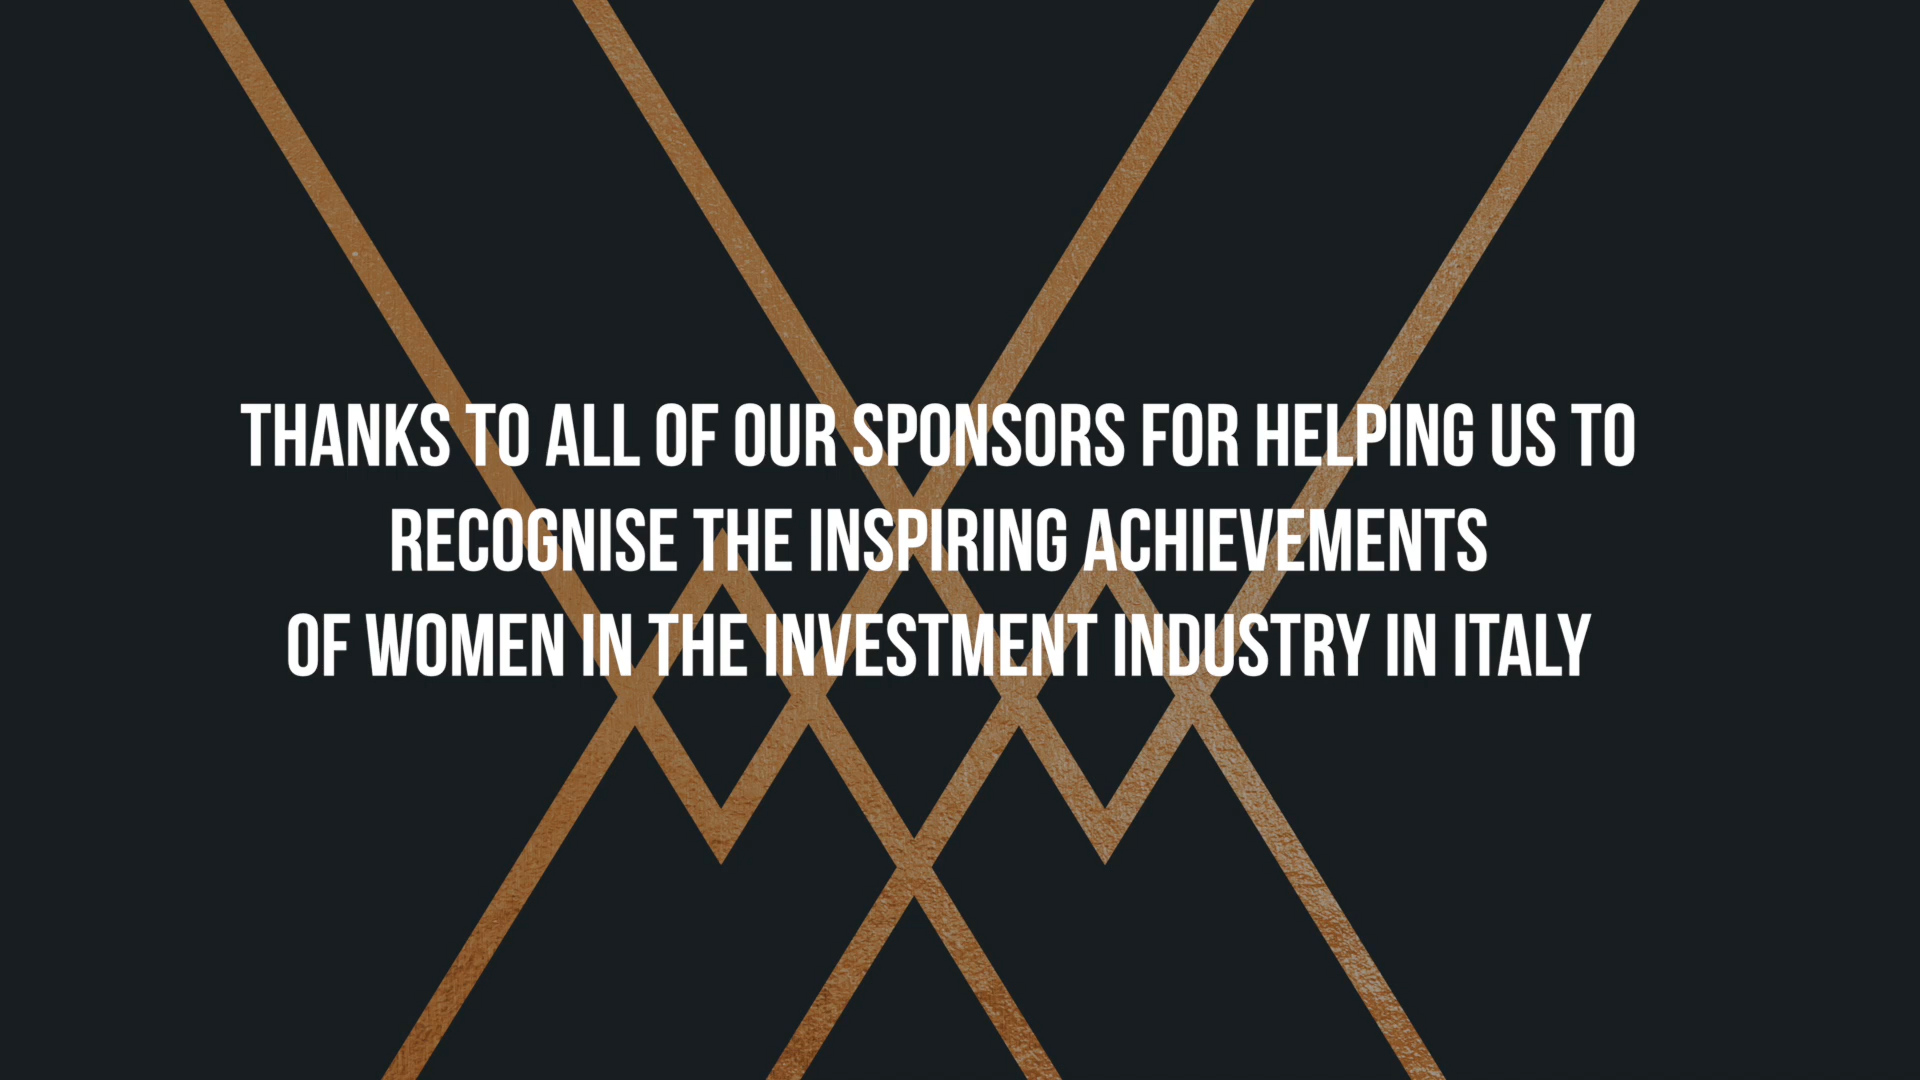 THANKS TO ALL OF OUR SPONSORS FOR HELPING US TO
RECOGNISE THE INSPIRING ACHIEVEMENTS
OF WOMEN IN THE INVESTMENT INDUSTRY IN ITALY